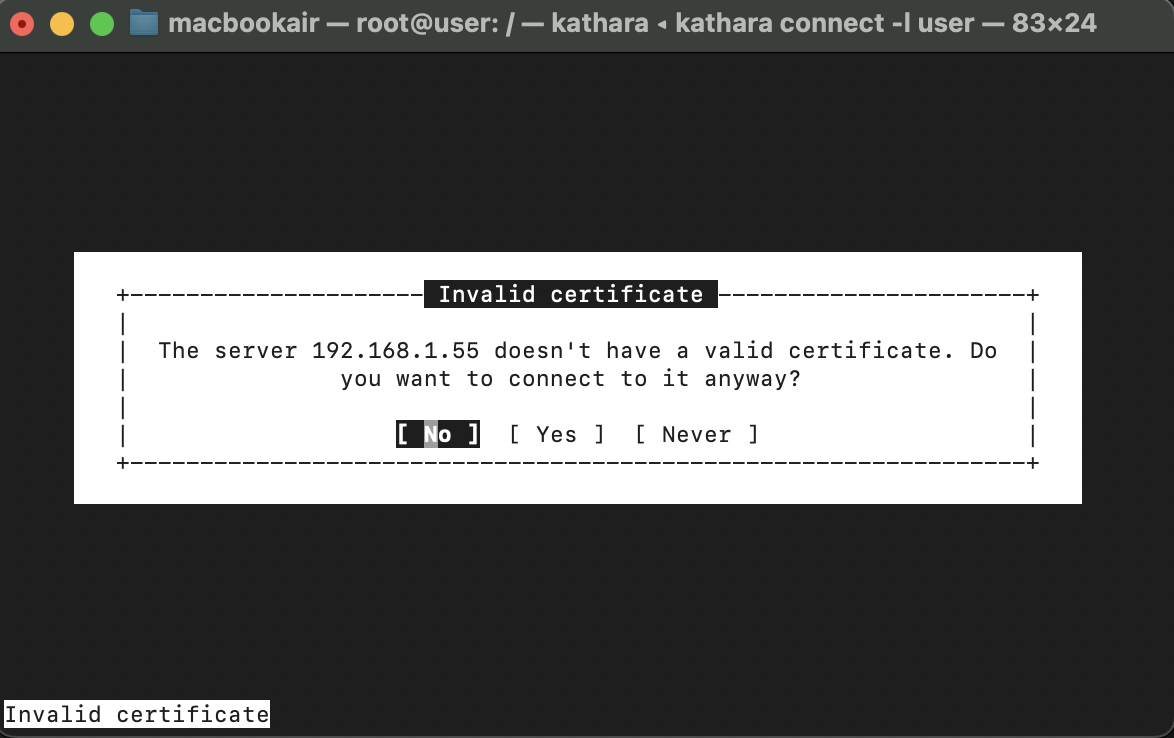 macbookair — root@user: / — kathara ◂ kathara connect -l user — 83×24
Invalid certificate
The server 192.168.1.55 doesn't have a valid certificate. Do
you want to connect to it anyway?
[ No ] [ Yes ] [ Never ]
Invalid certificate